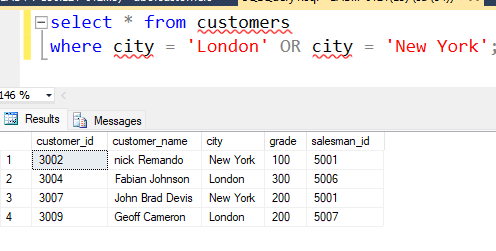 select * from customers
where city = 'London' OR city = 'New York';
146 %
Results Messages
customer_id customer_name city grade salesman_id
1 3002 nick Remando New York 100 5001
2 3004 Fabian Johnson London 300 5006
3 3007 John Brad Devis New York 200 5001
4 3009 Geoff Cameron London 200 5007